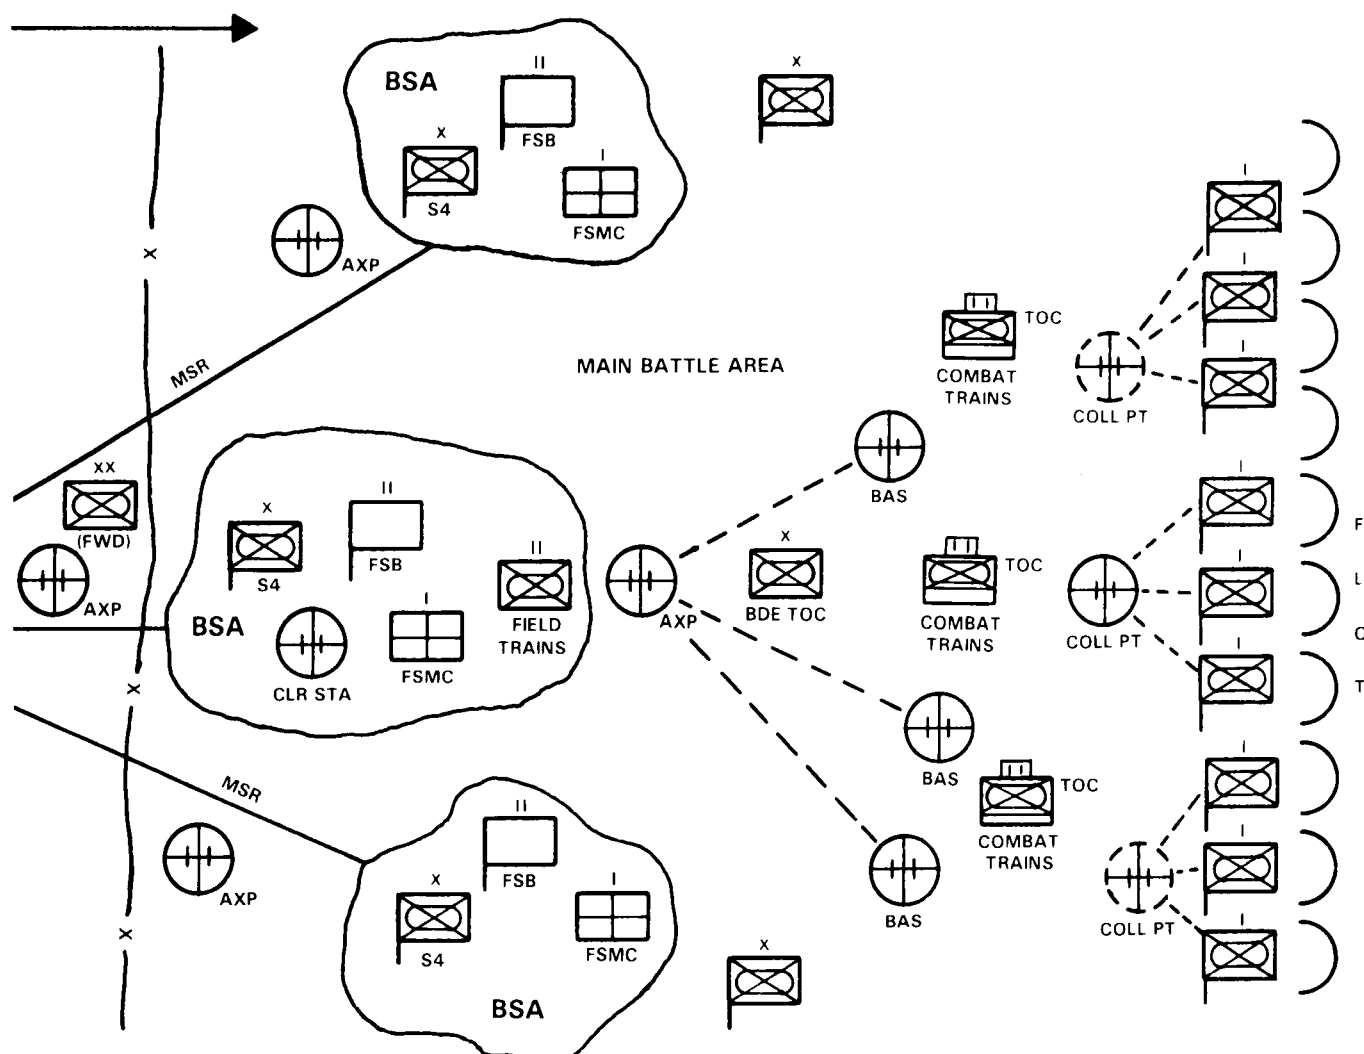 X
II
BSA
FSB
X
S4
I
FSMC
X
AXP
X
MSR
MAIN BATTLE AREA
TOC
COMBAT
TRAINS
COLL PT
I
I
I
BAS
XX
(FWD)
AXP
X
S4
II
FSB
II
FIELD
TRAINS
BSA
CLR STA
I
FSMC
AXP
X
BDE TOC
TOC
COMBAT
TRAINS
COLL PT
I
I
I
F
L
O
T
X
BAS
MSR
AXP
II
FSB
X
S4
I
FSMC
BSA
X
X
BAS
TOC
COMBAT
TRAINS
COLL PT
I
I
I